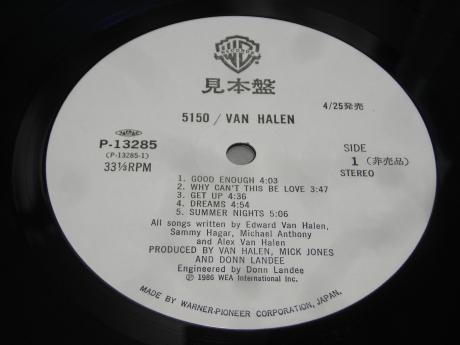 見本盤
5150 / VAN HALEN
4/25発売
P-13285
(P-13285-1)
33⅓RPM
SIDE
1 (非売品)
STEREO
1. GOOD ENOUGH 4:03
2. WHY CAN'T THIS BE LOVE 3:47
3. GET UP 4:36
4. DREAMS 4:54
5. SUMMER NIGHTS 5:06
All songs written by Edward Van Halen,
Sammy Hagar, Michael Anthony
and Alex Van Halen
PRODUCED BY VAN HALEN, MICK JONES
AND DONN LANDEE
Engineered by Donn Landee
Ⓟ 1986 WEA International Inc.
MADE BY WARNER-PIONEER CORPORATION, JAPAN.